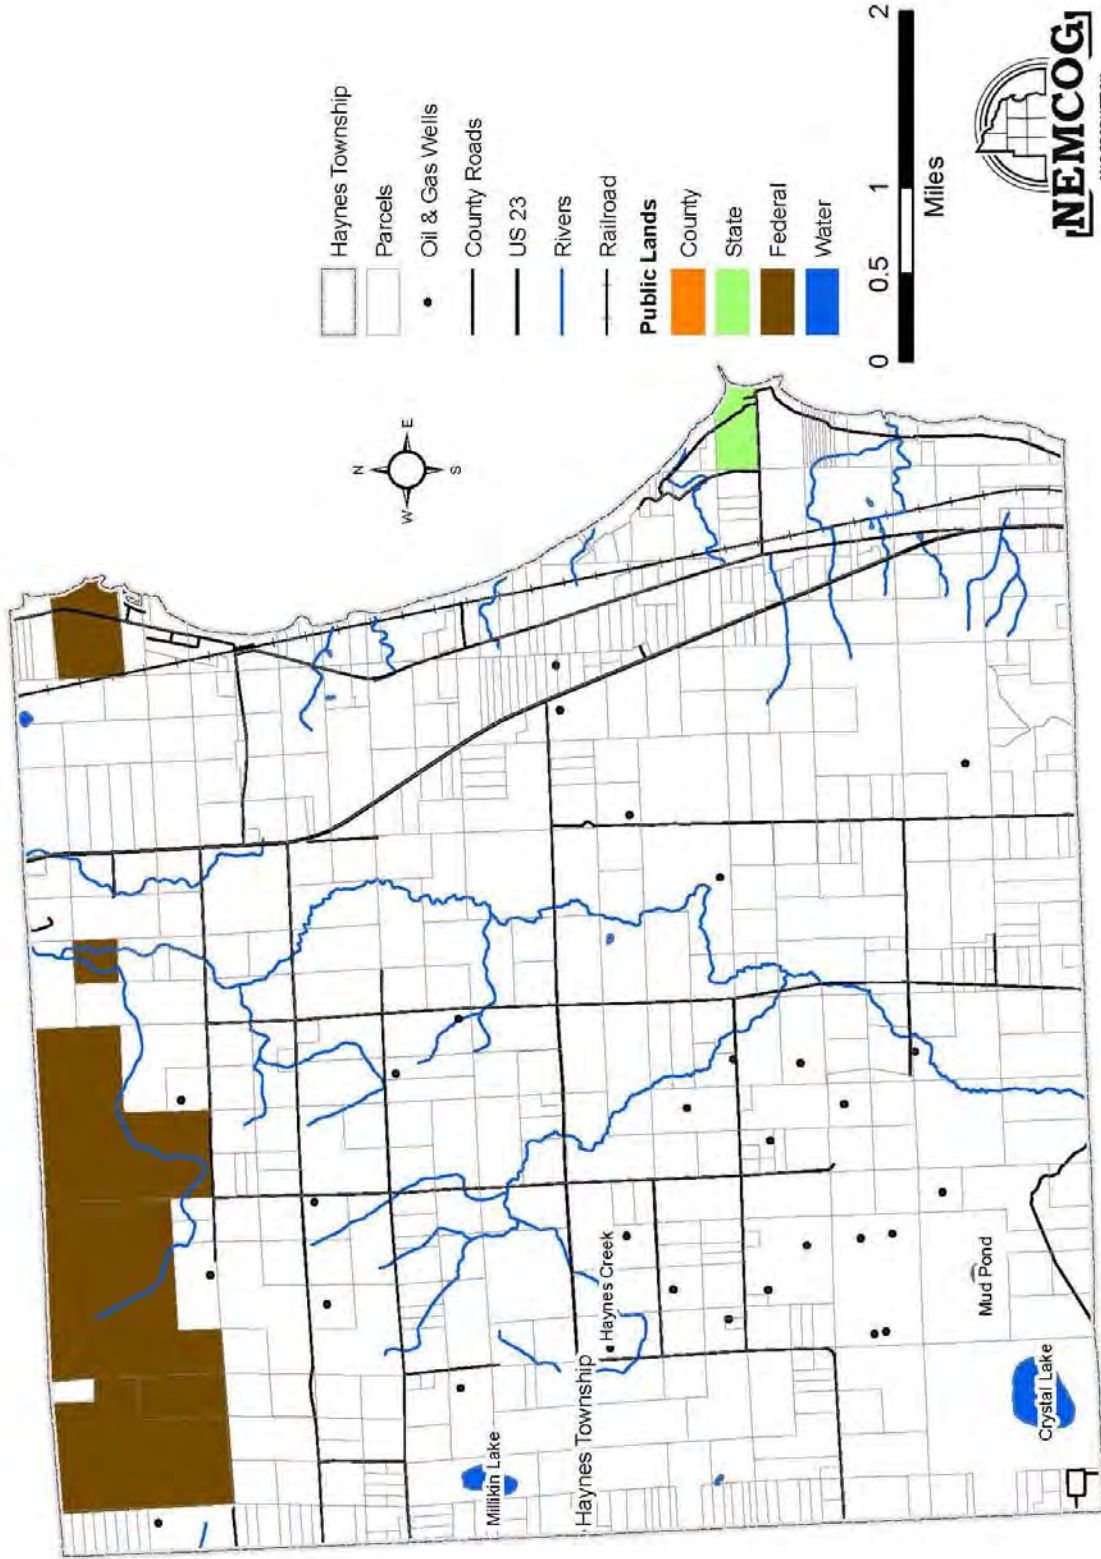 Haynes Township
Parcels
Oil & Gas Wells
County Roads
US 23
Rivers
Railroad
Public Lands
County
State
Federal
Water
N
W
E
S
0
0.5
1
2
Miles
NEMCOG
Millikin Lake
Haynes Township
Haynes Creek
Mud Pond
Crystal Lake